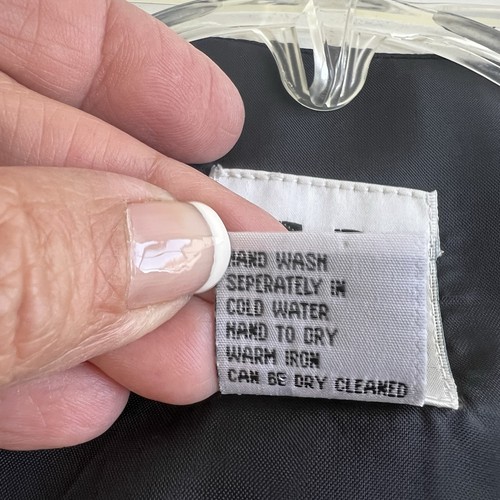 HAND WASH
SEPERATELY IN
COLD WATER
HAND TO DRY
WARM IRON
CAN BE DRY CLEANED